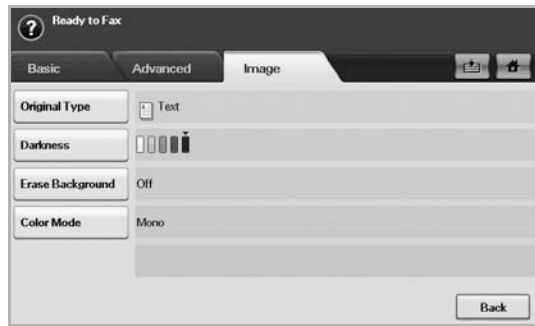 Ready to Fax
Basic Advanced Image
Original Type Text
Darkness
Erase Background Off
Color Mode Mono
Back